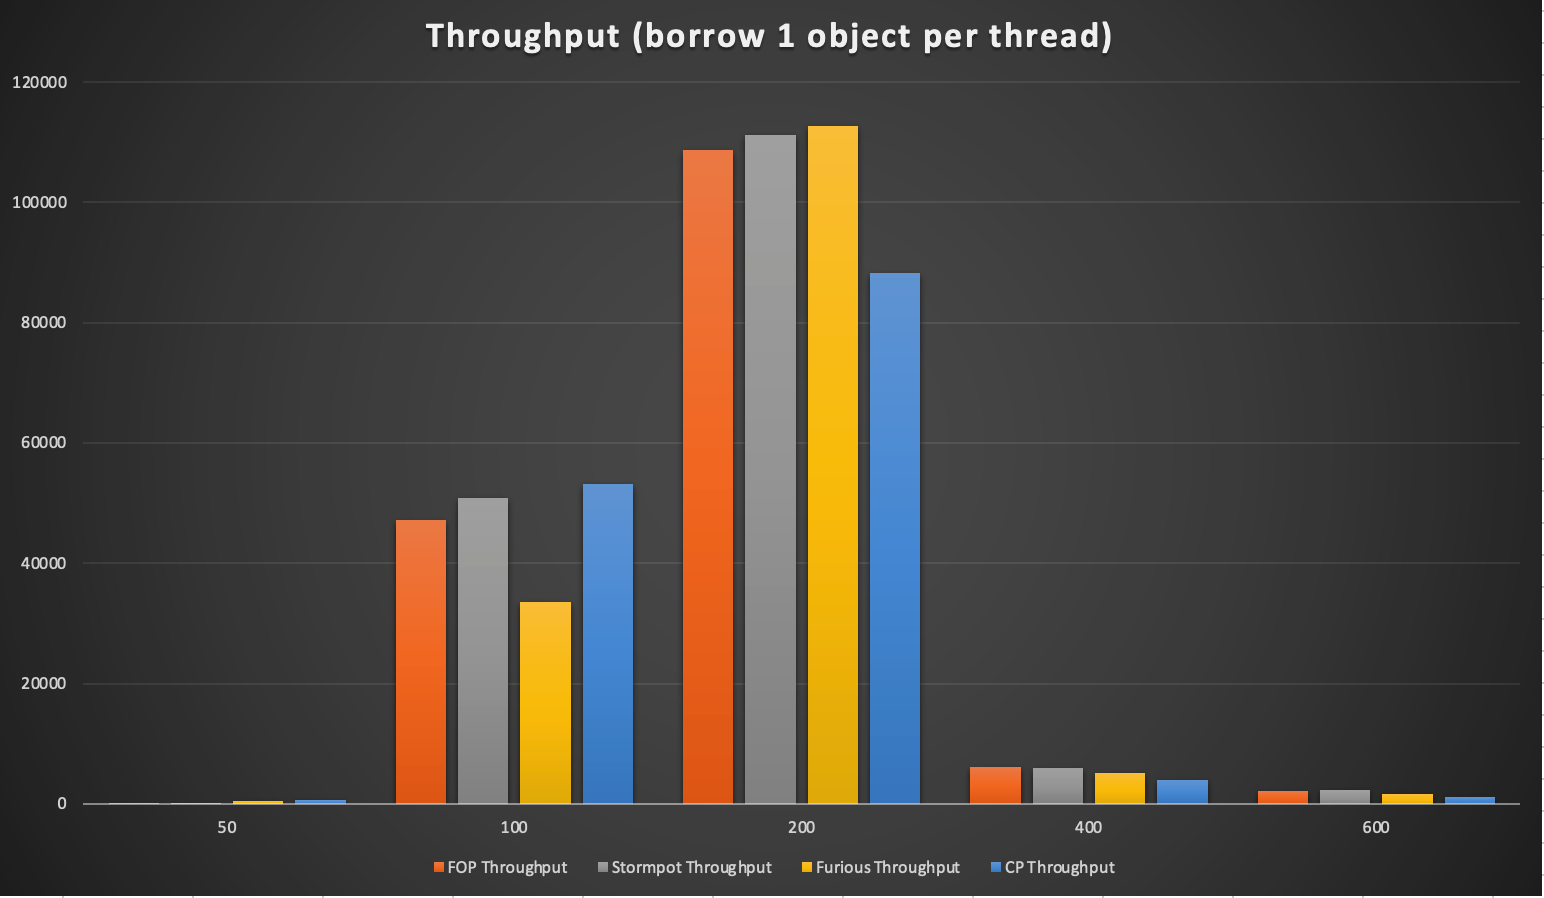 Throughput (borrow 1 object per thread)
120000
100000
80000
60000
40000
20000
0
50 100 200 400 600
FOP Throughput Stormpot Throughput Furious Throughput CP Throughput